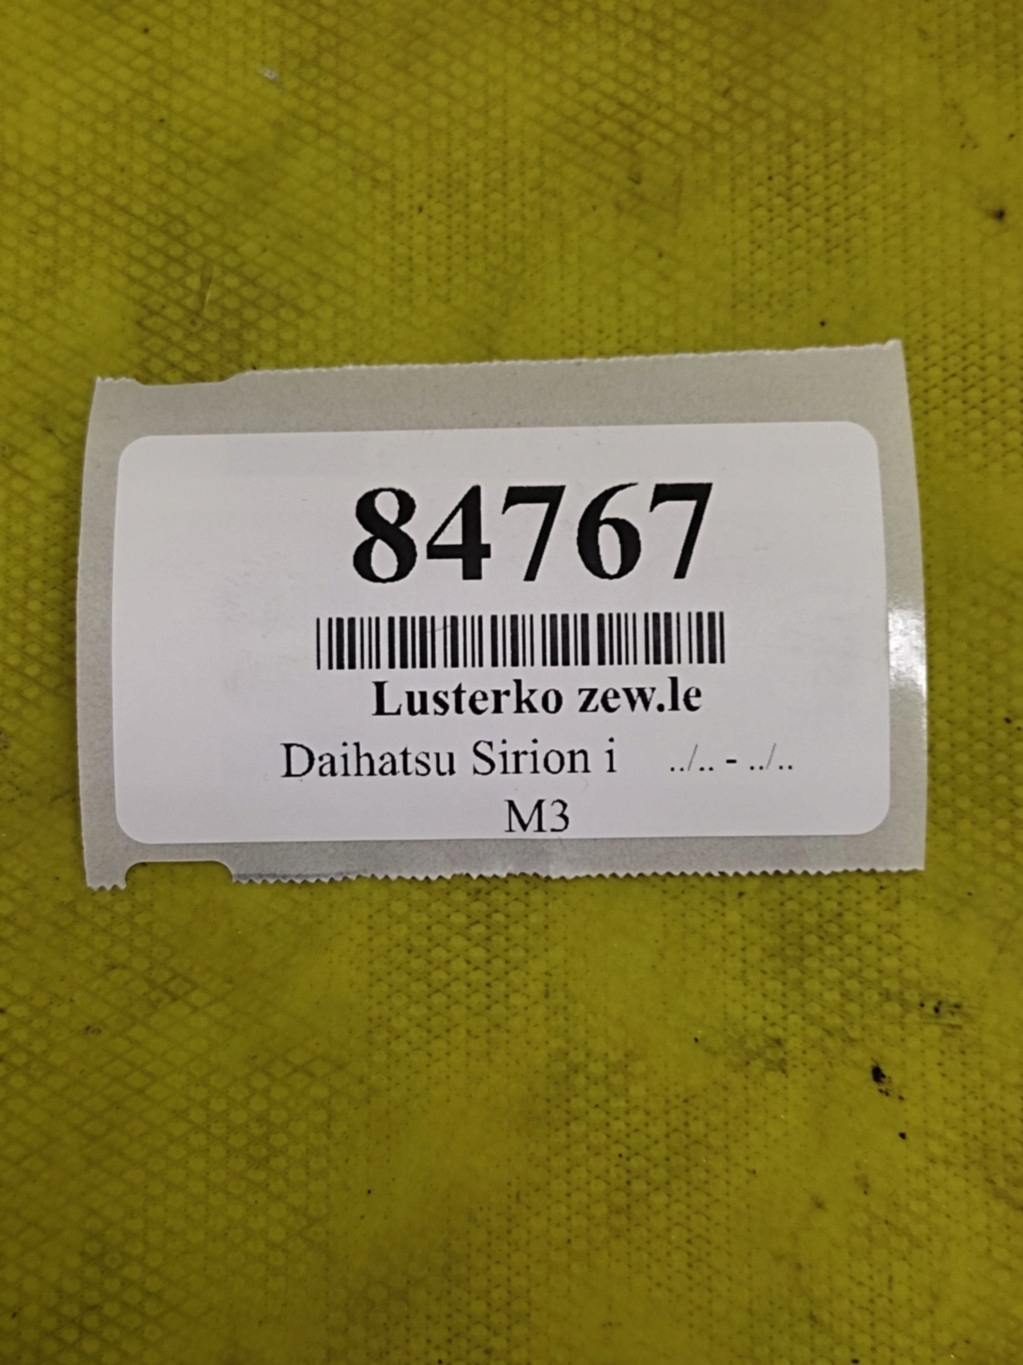 84767
Lusterko zew.le
Daihatsu Sirion i ../.. - ../..
M3